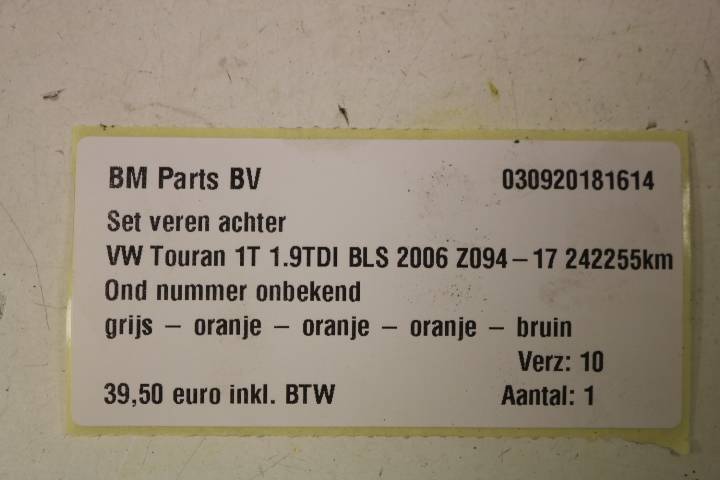 BM Parts BV 030920181614
Set veren achter
VW Touran 1T 1.9TDI BLS 2006 Z094-17 242255km
Ond nummer onbekend
grijs - oranje - oranje - oranje - bruin
Verz: 10
39,50 euro inkl. BTW Aantal: 1